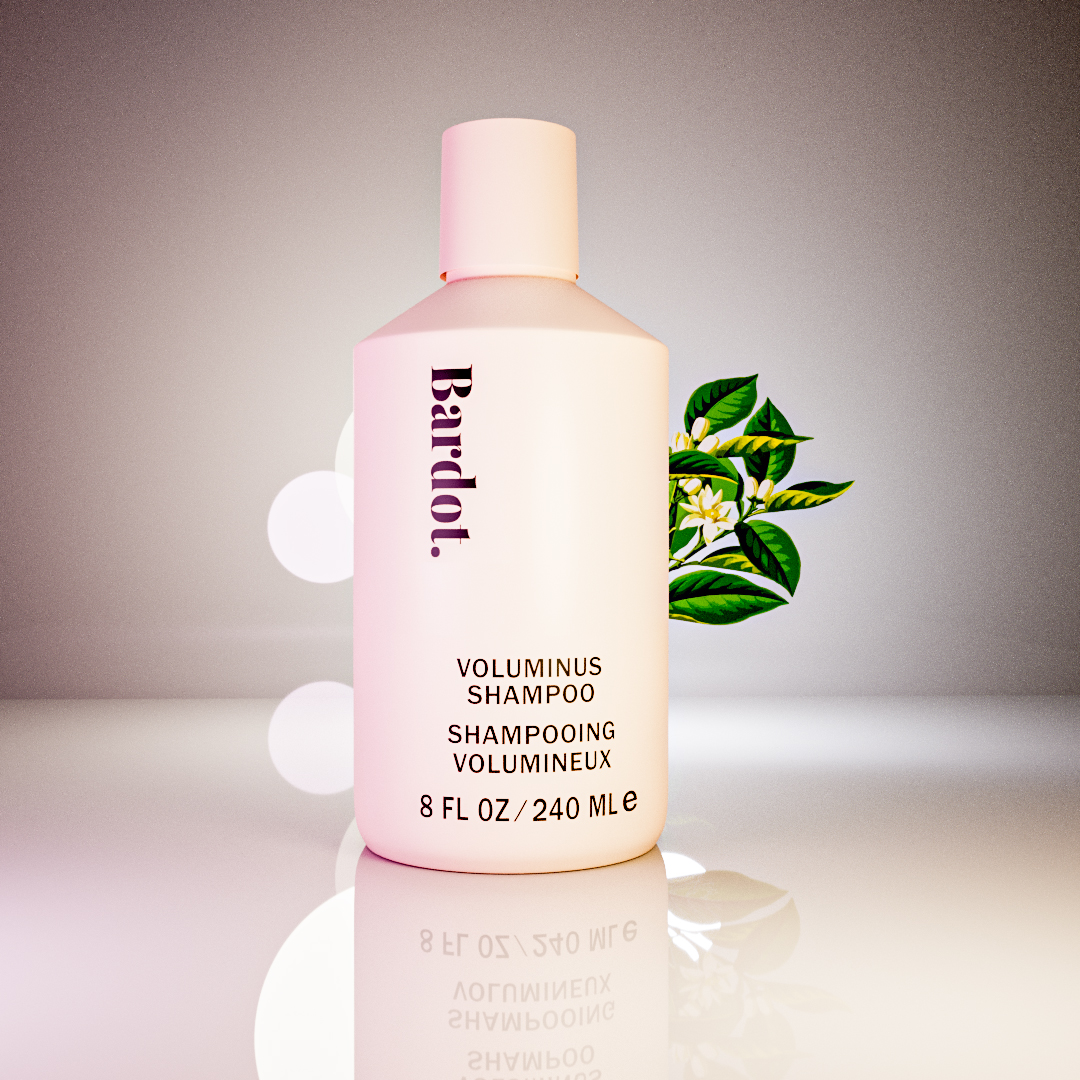 Bardot.
VOLUMINUS
SHAMPOO
SHAMPOOING
VOLUMINEUX
8 FL OZ/240 ML e